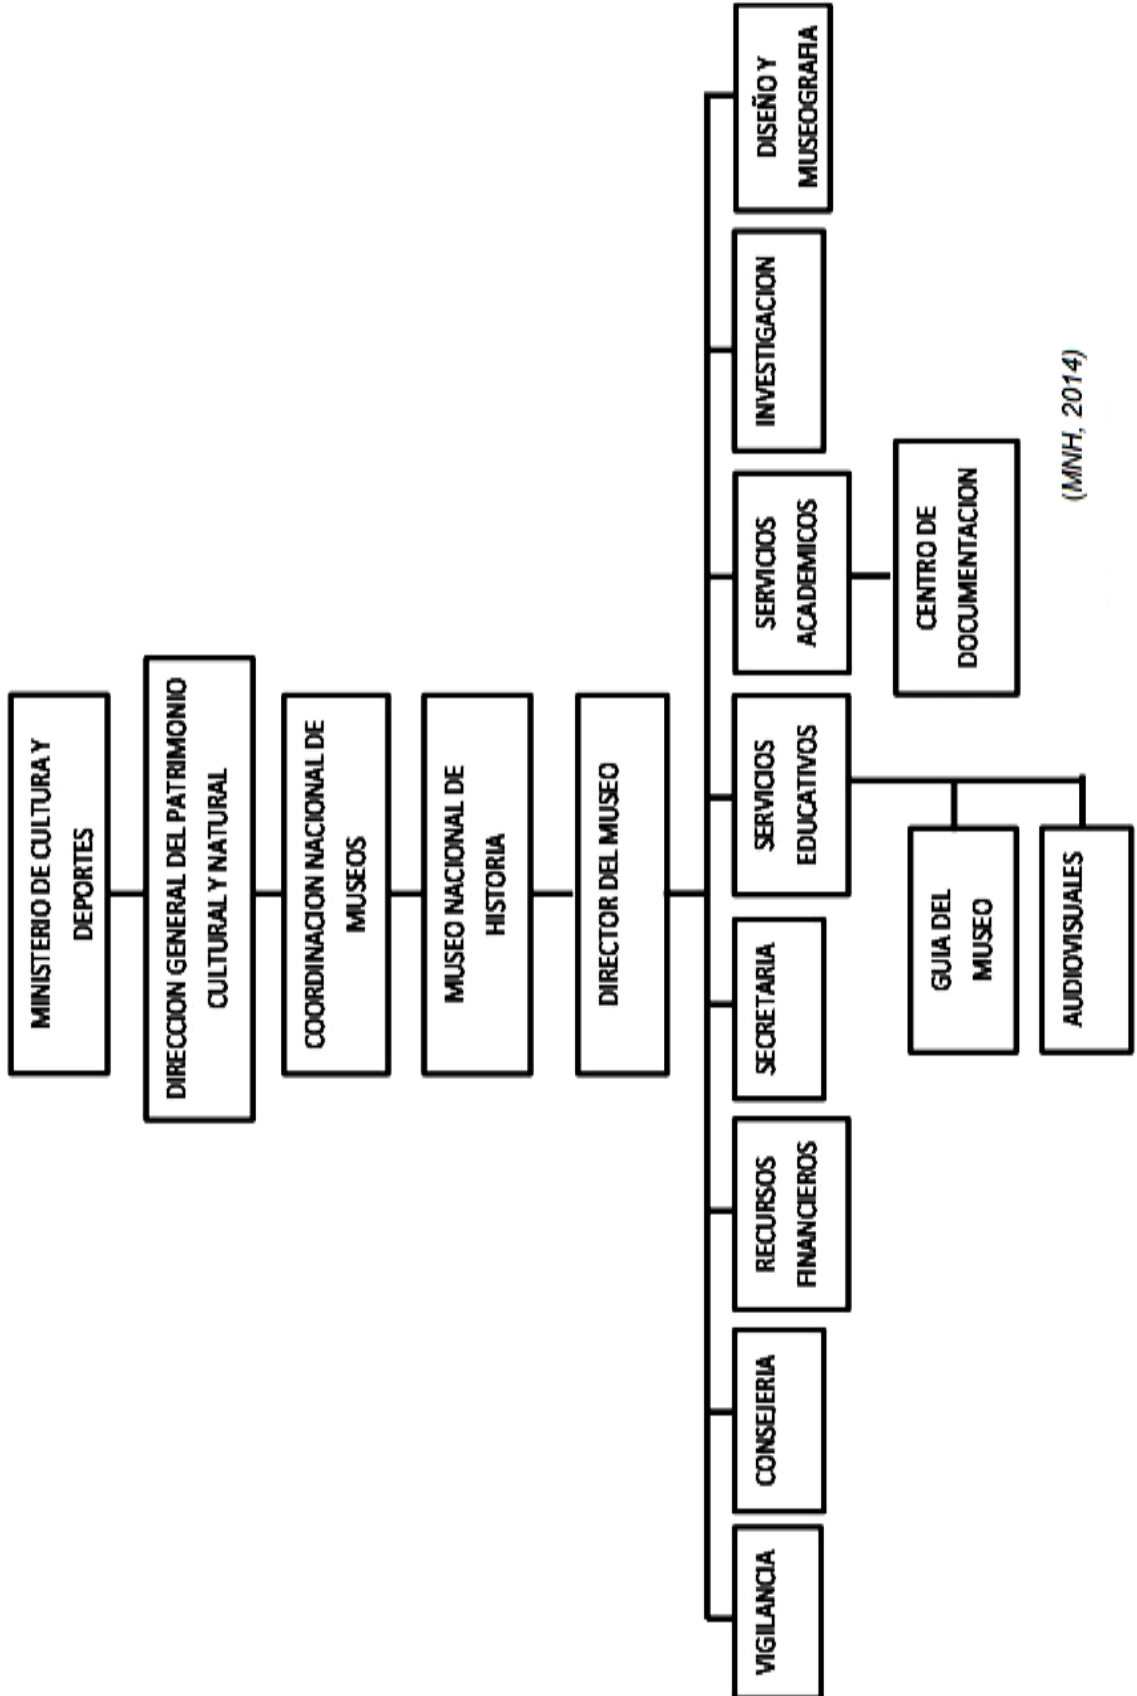 MINISTERIO DE CULTURA Y
DEPORTES
DIRECCION GENERAL DEL PATRIMONIO
CULTURAL Y NATURAL
COORDINACION NACIONAL DE
MUSEOS
MUSEO NACIONAL DE
HISTORIA
DIRECTOR DEL MUSEO
VIGILANCIA
CONSEJERIA
RECURSOS
FINANCIEROS
SECRETARIA
SERVICIOS
EDUCATIVOS
SERVICIOS
ACADEMICOS
INVESTIGACION
DISEÑO Y
MUSEOGRAFIA
GUIA DEL
MUSEO
AUDIOVISUALES
CENTRO DE
DOCUMENTACION
(MNH, 2014)